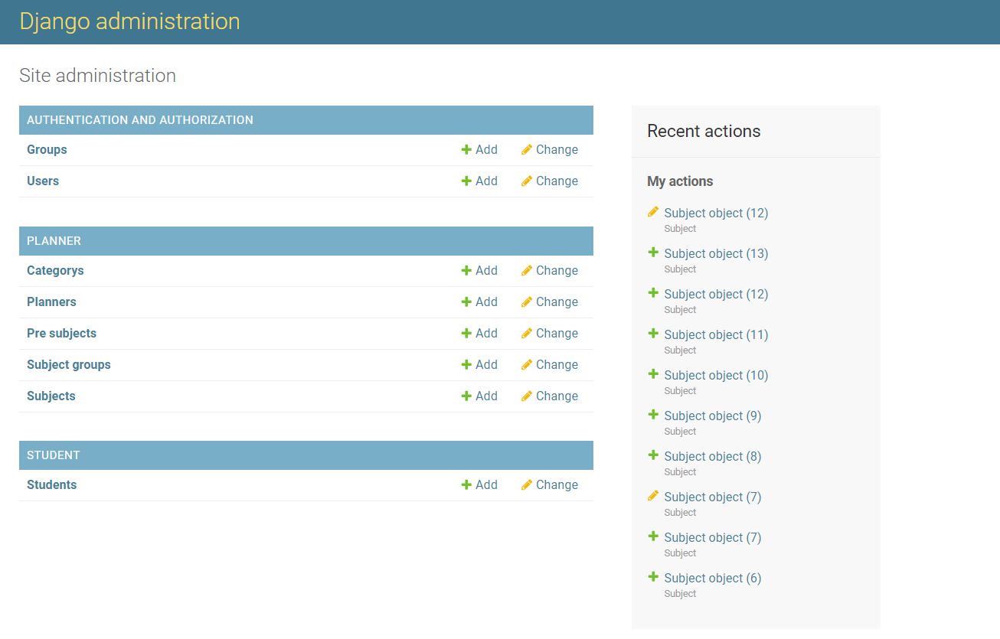 Django administration
Site administration
AUTHENTICATION AND AUTHORIZATION
Groups Add Change
Users Add Change
PLANNER
Categorys Add Change
Planners Add Change
Pre subjects Add Change
Subject groups Add Change
Subjects Add Change
STUDENT
Students Add Change
Recent actions
My actions
Subject object (12)
Subject
Subject object (13)
Subject
Subject object (12)
Subject
Subject object (11)
Subject
Subject object (10)
Subject
Subject object (9)
Subject
Subject object (8)
Subject
Subject object (7)
Subject
Subject object (7)
Subject
Subject object (6)
Subject